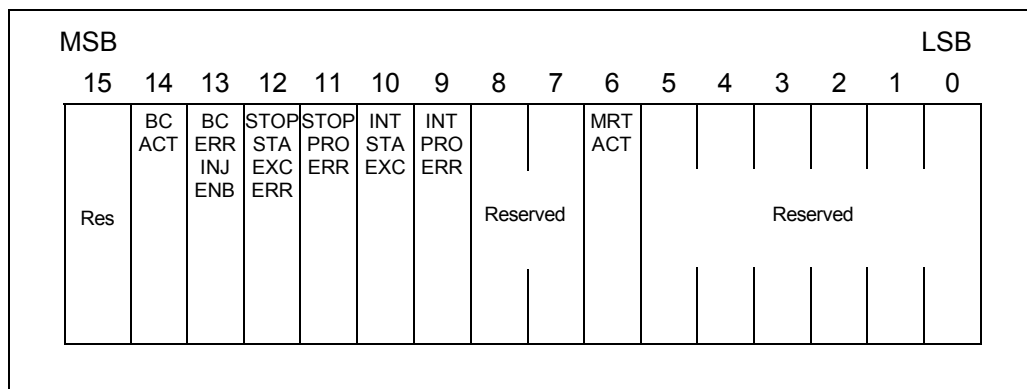 MSB LSB
15 14 13 12 11 10 9 8 7 6 5 4 3 2 1 0
BC BC STOP STOP INT INT MRT
ACT ERR STA PRO STA PRO ACT
INJ EXC ERR EXC ERR
ENB ERR
Res Reserved Reserved